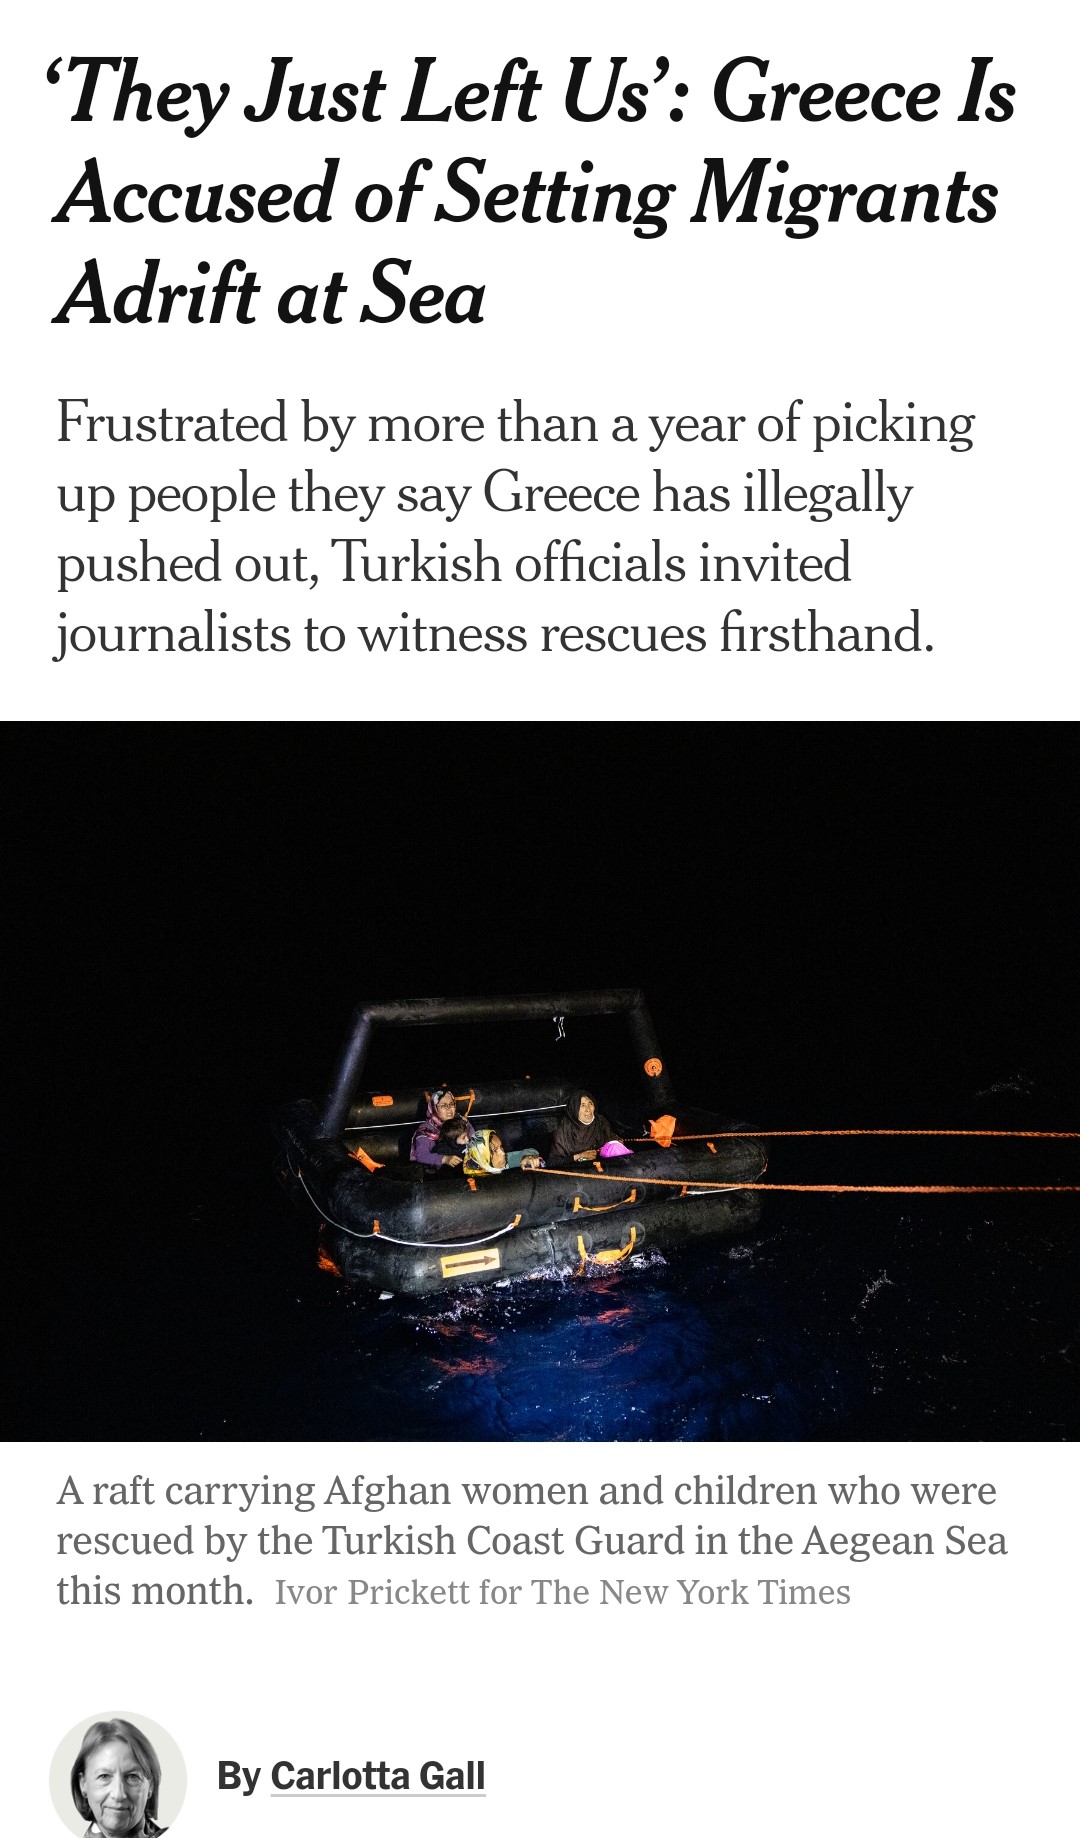 ‘They Just Left Us’: Greece Is
Accused of Setting Migrants
Adrift at Sea
Frustrated by more than a year of picking
up people they say Greece has illegally
pushed out, Turkish officials invited
journalists to witness rescues firsthand.
A raft carrying Afghan women and children who were
rescued by the Turkish Coast Guard in the Aegean Sea
this month. Ivor Prickett for The New York Times
By Carlotta Gall